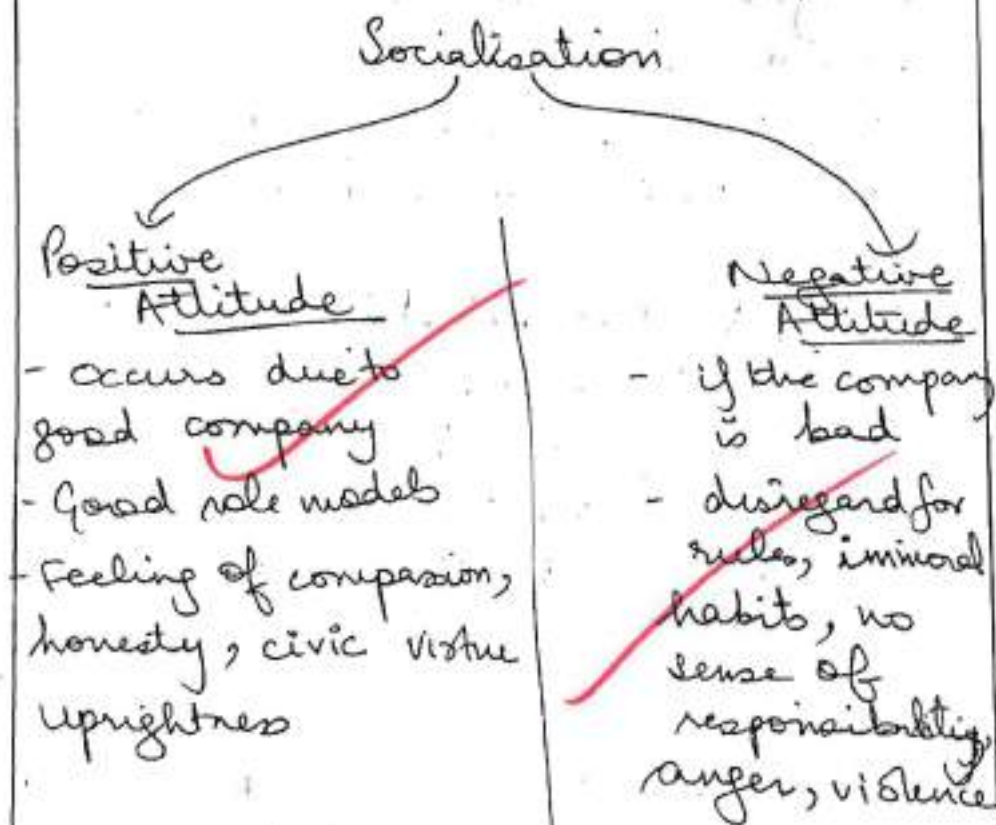 Socialisation
Positive
Attitude
- occurs due to
good company
- Good role models
- Feeling of compassion,
honesty, civic virtue
uprightness
Negative
Attitude
- if the company
is bad
- disregard for
rules, immoral
habits, no
sense of
responsibility,
anger, violence